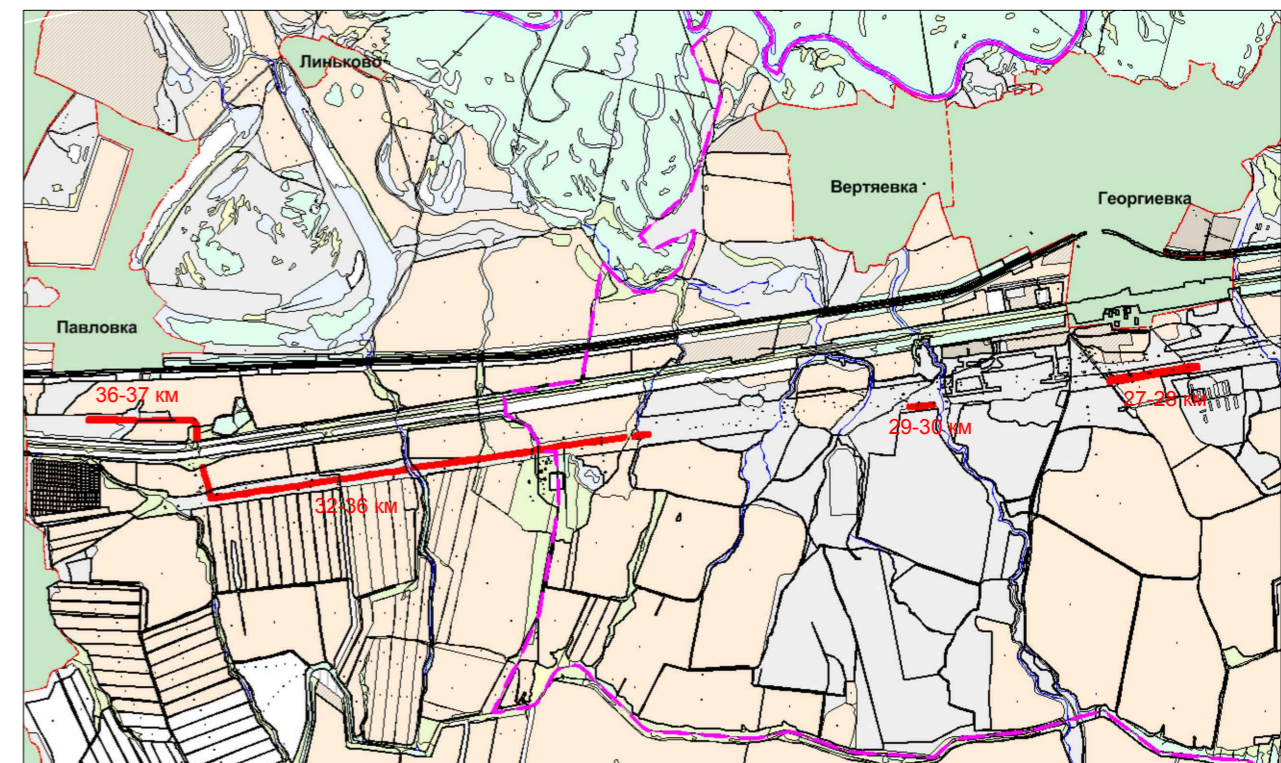 Линьково
Вертяевка
Георгиевка
Павловка
36-37 км
27-28 км
29-30 км
32-36 км